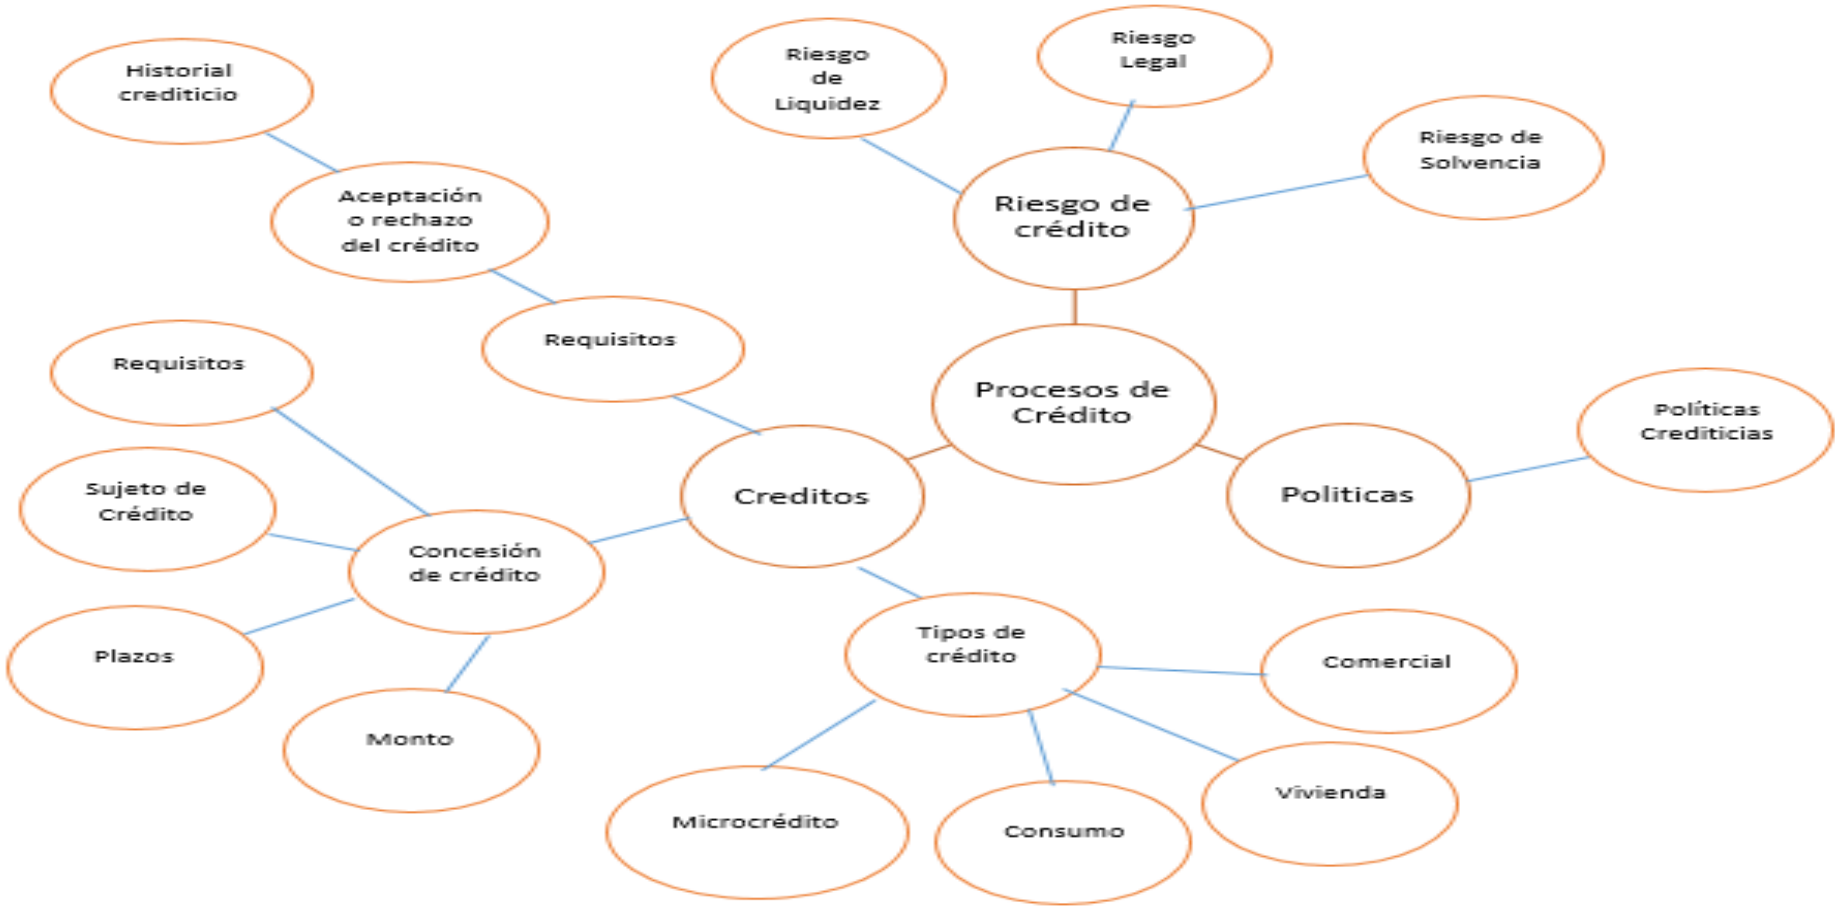 Riesgo
Legal
Riesgo
de
Liquidez
Historial
crediticio
Riesgo de
Solvencia
Aceptación
o rechazo
del crédito
Riesgo de
crédito
Requisitos
Requisitos
Procesos de
Crédito
Políticas
Crediticias
Sujeto de
Crédito
Creditos
Politicas
Concesión
de crédito
Plazos
Tipos de
crédito
Comercial
Monto
Vivienda
Microcrédito
Consumo